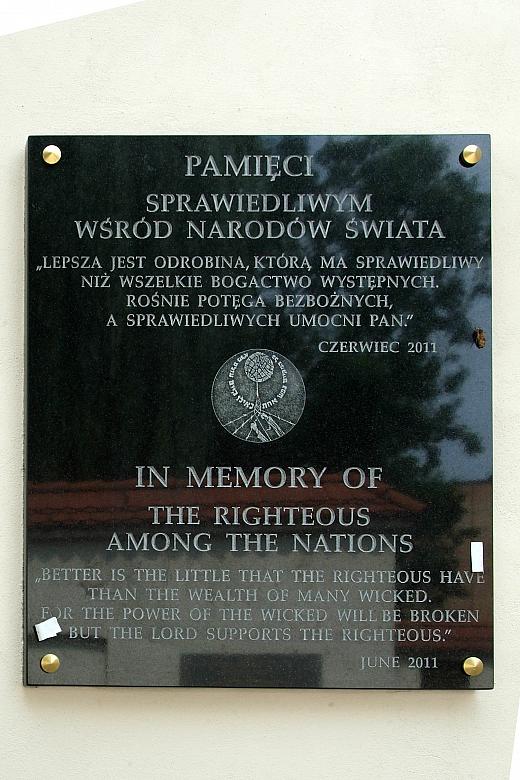 PAMIĘCI
SPRAWIEDLIWYM
WŚRÓD NARODÓW ŚWIATA
„LEPSZA JEST ODROBINA, KTÓRĄ MA SPRAWIEDLIWY
NIŻ WSZELKIE BOGACTWO WYSTĘPNYCH.
ROŚNIE POTĘGA BEZBOŻNYCH,
A SPRAWIEDLIWYCH UMOCNI PAN.”
CZERWIEC 2011
IN MEMORY OF
THE RIGHTEOUS
AMONG THE NATIONS
„BETTER IS THE LITTLE THAT THE RIGHTEOUS HAVE
THAN THE WEALTH OF MANY WICKED.
FOR THE POWER OF THE WICKED WILL BE BROKEN
BUT THE LORD SUPPORTS THE RIGHTEOUS.”
JUNE 2011